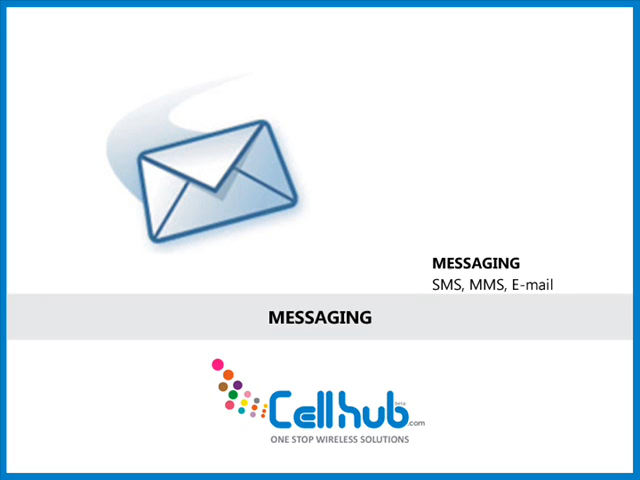 MESSAGING
SMS, MMS, E-mail
MESSAGING
Cellhub beta .com
ONE STOP WIRELESS SOLUTIONS